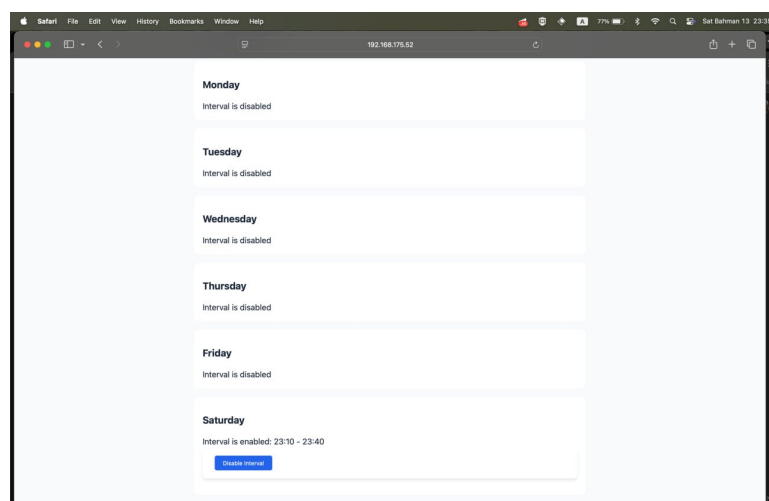 Safari File Edit View History Bookmarks Window Help 77% Sat Bahman 13
192.168.175.52
Monday
Interval is disabled
Tuesday
Interval is disabled
Wednesday
Interval is disabled
Thursday
Interval is disabled
Friday
Interval is disabled
Saturday
Interval is enabled: 23:10 - 23:40
Disable Interval